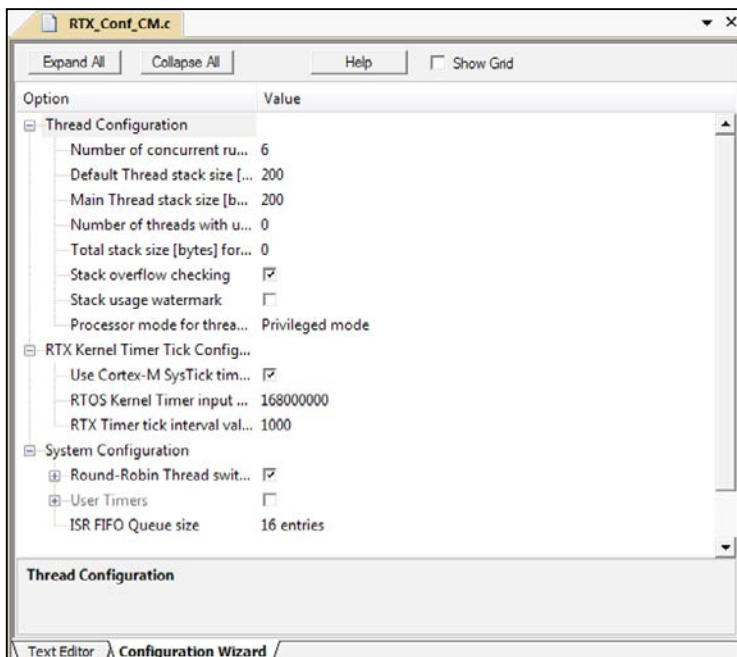 RTX_Conf_CM.c
Expand All Collapse All Help Show Grid
Option Value
Thread Configuration
Number of concurrent ru... 6
Default Thread stack size [... 200
Main Thread stack size [b... 200
Number of threads with u... 0
Total stack size [bytes] for... 0
Stack overflow checking
Stack usage watermark
Processor mode for threa... Privileged mode
RTX Kernel Timer Tick Config...
Use Cortex-M SysTick tim...
RTOS Kernel Timer input ... 168000000
RTX Timer tick interval val... 1000
System Configuration
Round-Robin Thread swit...
User Timers
ISR FIFO Queue size 16 entries
Thread Configuration
Text Editor Configuration Wizard